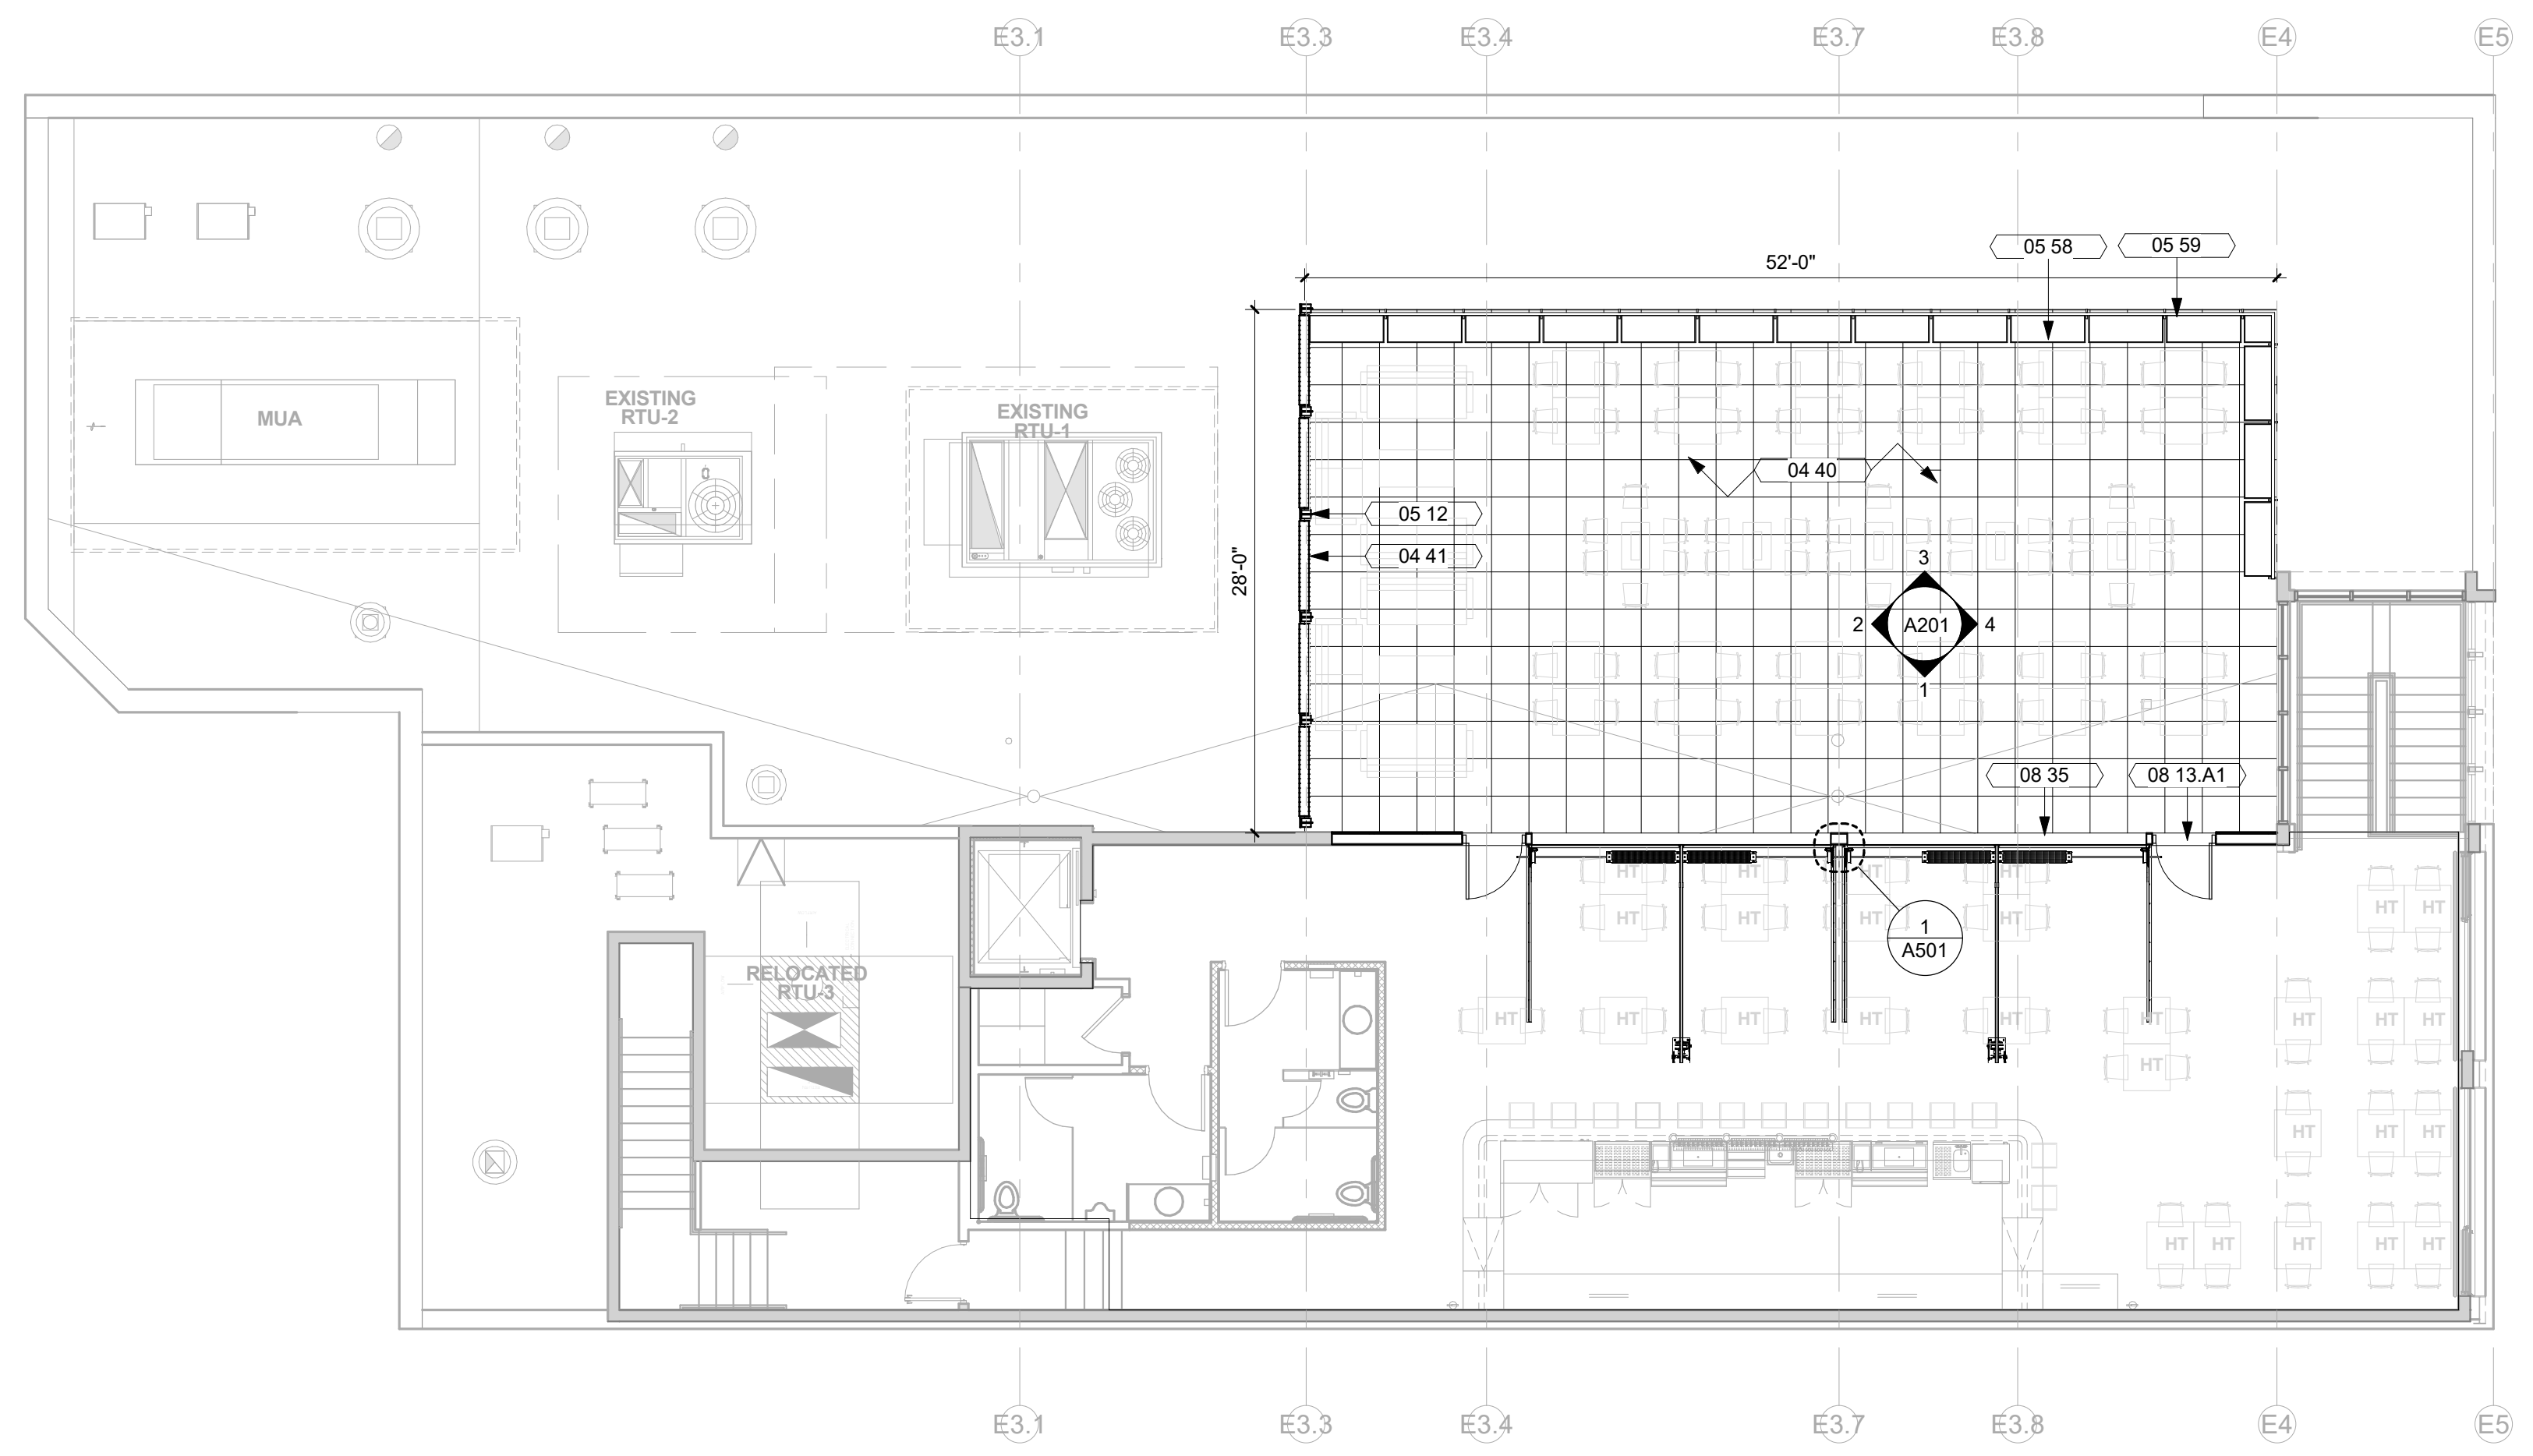 E3.1 E3.3 E3.4 E3.7 E3.8 E4 E5
05 58 05 59
52'-0"
EXISTING
RTU-2
EXISTING
RTU-1
MUA
04 40
05 12
04 41
28'-0"
3
2 A201 4
1
08 35 08 13.A1
HT HT HT HT
HT HT
HT HT HT HT
1
A501
RELOCATED
RTU-3
HT HT HT HT HT HT
HT HT HT
HT
HT HT HT
HT HT HT HT HT
E3.1 E3.3 E3.4 E3.7 E3.8 E4 E5